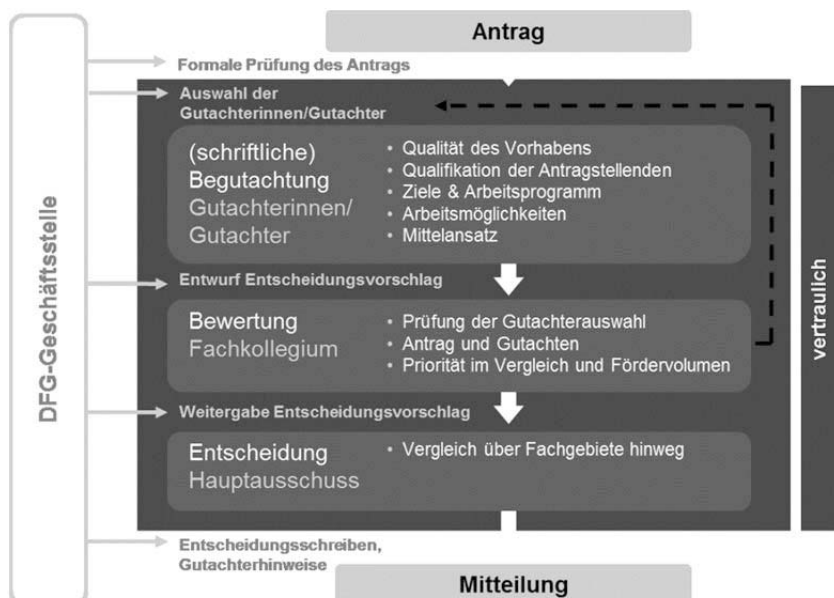 Antrag
DFG-Geschäftsstelle
Formale Prüfung des Antrags
Auswahl der
Gutachterinnen/Gutachter
(schriftliche)
Begutachtung
Gutachterinnen/
Gutachter
• Qualität des Vorhabens
• Qualifikation der Antragstellenden
• Ziele & Arbeitsprogramm
• Arbeitsmöglichkeiten
• Mittelansatz
Entwurf Entscheidungsvorschlag
Bewertung
Fachkollegium
• Prüfung der Gutachterauswahl
• Antrag und Gutachten
• Priorität im Vergleich und Fördervolumen
Weitergabe Entscheidungsvorschlag
Entscheidung
Hauptausschuss
• Vergleich über Fachgebiete hinweg
vertraulich
Entscheidungsschreiben,
Gutachterhinweise
Mitteilung